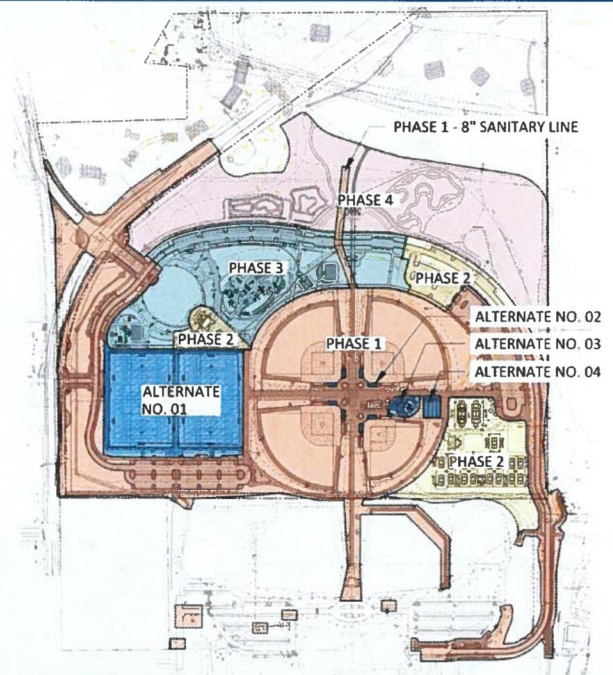 PHASE 1 - 8" SANITARY LINE
PHASE 4
PHASE 3
PHASE 2
ALTERNATE NO. 02
PHASE 1
ALTERNATE NO. 03
PHASE 2
ALTERNATE NO. 04
ALTERNATE
NO. 01
PHASE 2